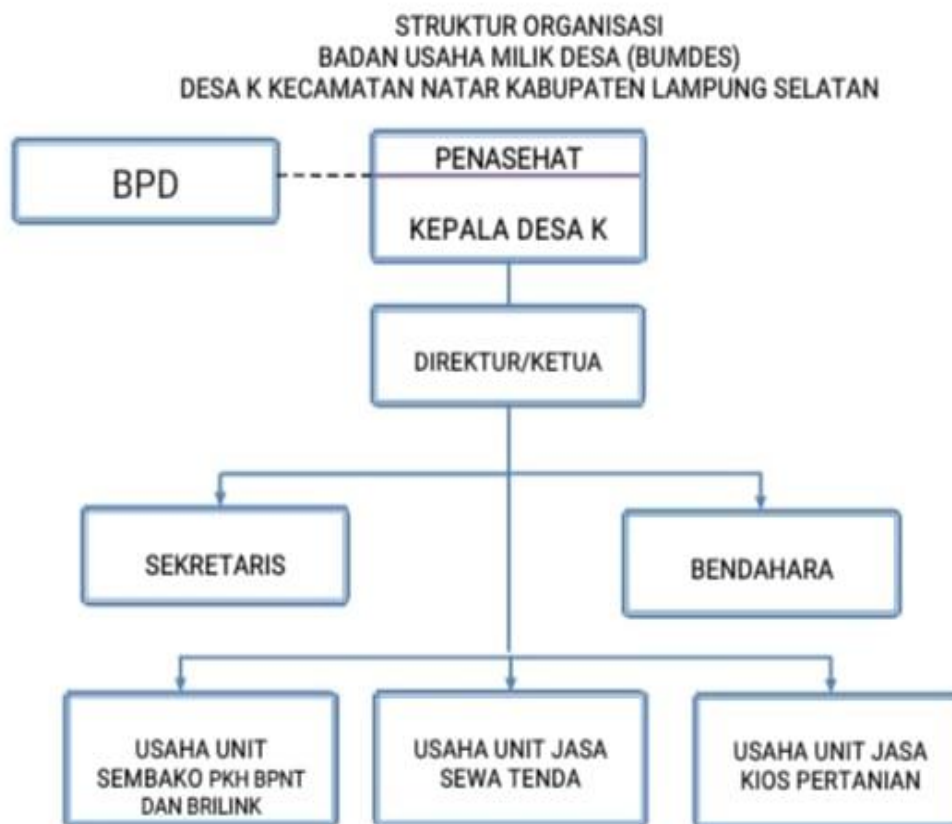 STRUKTUR ORGANISASI
BADAN USAHA MILIK DESA (BUMDES)
DESA K KECAMATAN NATAR KABUPATEN LAMPUNG SELATAN
BPD
PENASEHAT
KEPALA DESA K
DIREKTUR/KETUA
SEKRETARIS
BENDAHARA
USAHA UNIT
SEMBAKO PKH BPNT
DAN BRILINK
USAHA UNIT JASA
SEWA TENDA
USAHA UNIT JASA
KIOS PERTANIAN